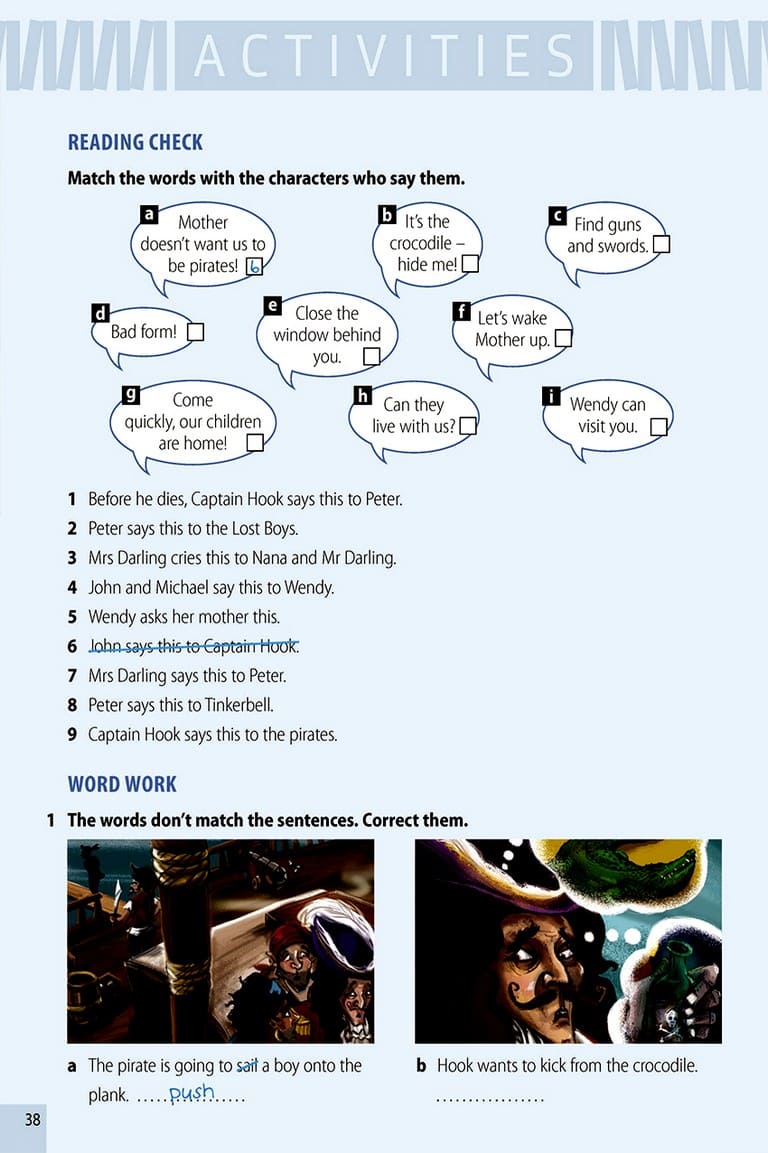 ACTIVITIES
READING CHECK
Match the words with the characters who say them.
a Mother
doesn't want us to
be pirates! 6
b It's the
crocodile –
hide me!
c Find guns
and swords.
d Bad form!
e Close the
window behind
you.
f Let's wake
Mother up.
g Come
quickly, our children
are home!
h Can they
live with us?
i Wendy can
visit you.
1 Before he dies, Captain Hook says this to Peter.
2 Peter says this to the Lost Boys.
3 Mrs Darling cries this to Nana and Mr Darling.
4 John and Michael say this to Wendy.
5 Wendy asks her mother this.
6 John says this to Captain Hook.
7 Mrs Darling says this to Peter.
8 Peter says this to Tinkerbell.
9 Captain Hook says this to the pirates.
WORD WORK
1 The words don't match the sentences. Correct them.
a The pirate is going to sail a boy onto the
plank. .....push.....
b Hook wants to kick from the crocodile.
.................
38